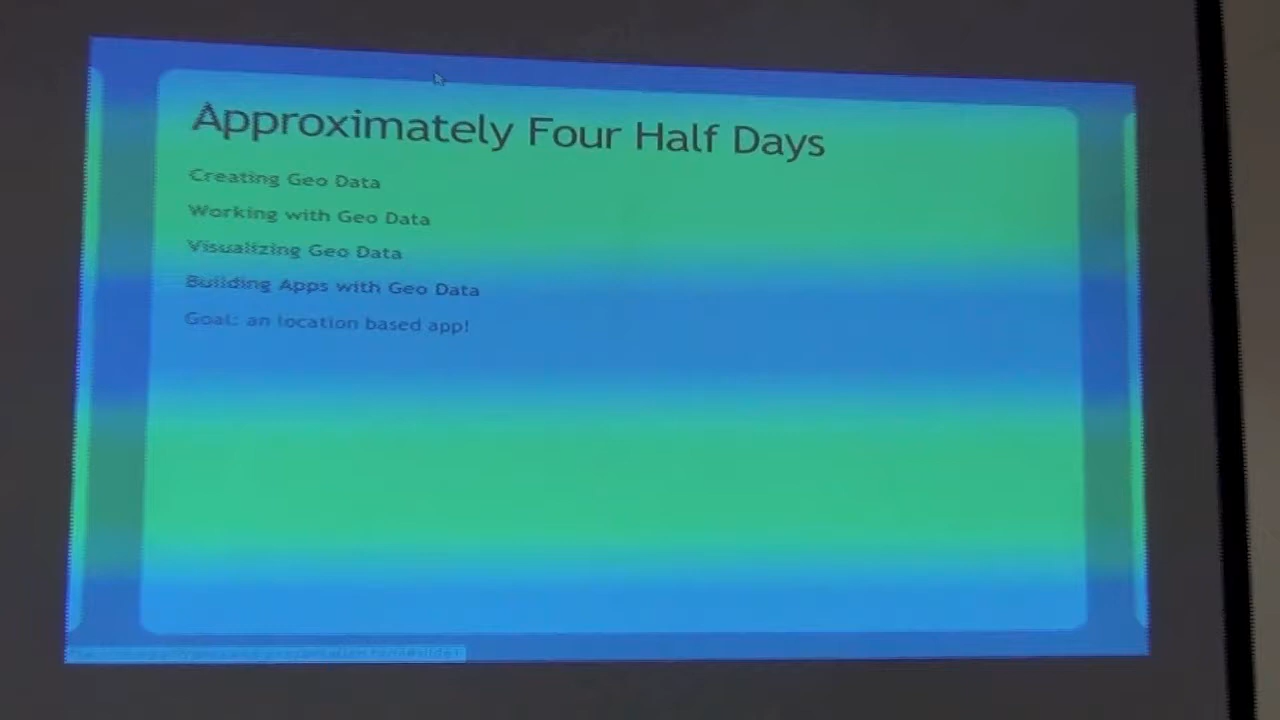 Approximately Four Half Days
Creating Geo Data
Working with Geo Data
Visualizing Geo Data
Building Apps with Geo Data
Goal: an location based app!